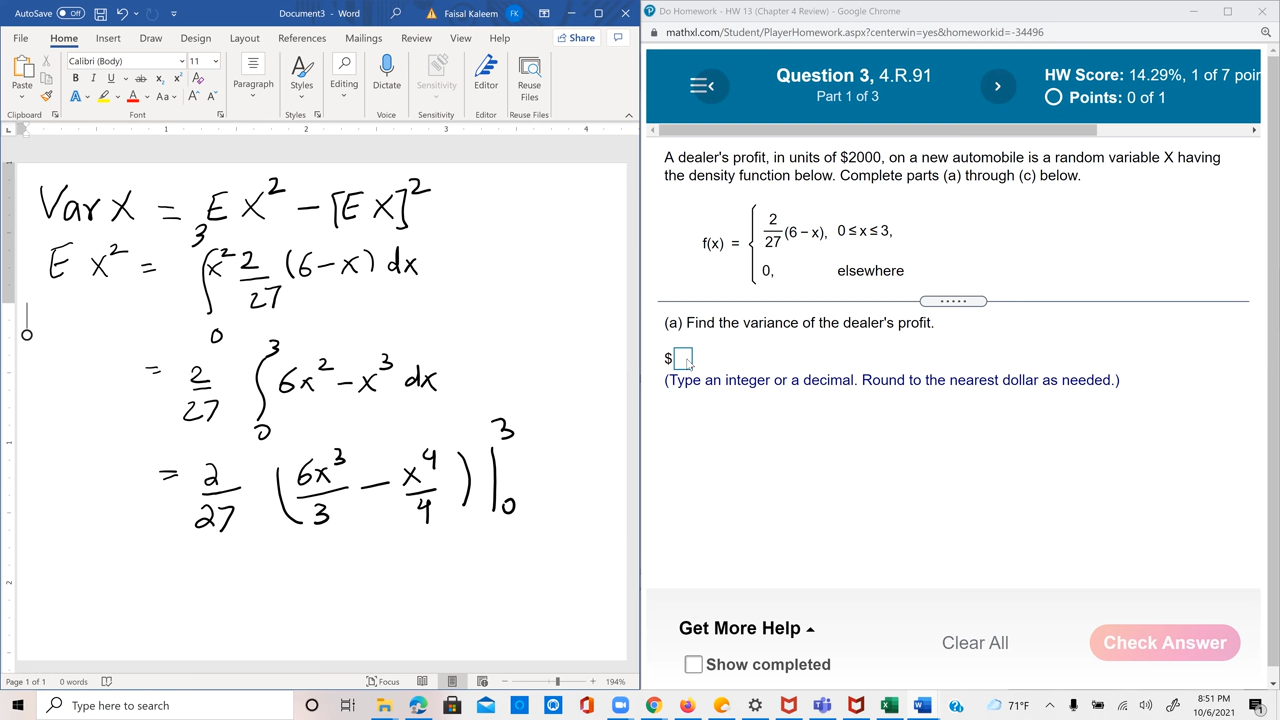 AutoSave Off Document3 - Word Faisal Kaleem FK
File Home Insert Draw Design Layout References Mailings Review View Help Share
Paste Calibri (Body) 11 Paragraph Styles Editing Dictate Sensitivity Editor Reuse Files
Clipboard Font Styles Voice Sensitivity Editor Reuse Files
1 2 3 4
Var X = E X² – [E X]²
E X² = ∫₀³ x² 2/27 (6 – x) dx
= 2/27 ∫₀³ 6x² – x³ dx
= 2/27 (6x³/3 – x⁴/4) |₀³
Page 1 of 1 0 words Focus 194%
Do Homework - HW 13 (Chapter 4 Review) - Google Chrome
mathxl.com/Student/PlayerHomework.aspx?centerwin=yes&homeworkid=-34496
Question 3, 4.R.91
Part 1 of 3
HW Score: 14.29%, 1 of 7 poin
Points: 0 of 1
A dealer's profit, in units of $2000, on a new automobile is a random variable X having
the density function below. Complete parts (a) through (c) below.
f(x) = { 2/27 (6 − x), 0 ≤ x ≤ 3,
0, elsewhere
(a) Find the variance of the dealer's profit.
$
(Type an integer or a decimal. Round to the nearest dollar as needed.)
Get More Help
Clear All
Check Answer
Show completed
Type here to search
71°F
8:51 PM
10/6/2021